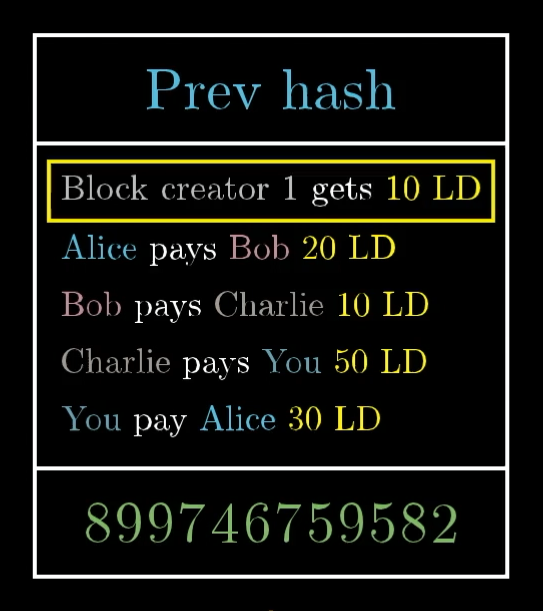 Prev hash
Block creator 1 gets 10 LD
Alice pays Bob 20 LD
Bob pays Charlie 10 LD
Charlie pays You 50 LD
You pay Alice 30 LD
899746759582